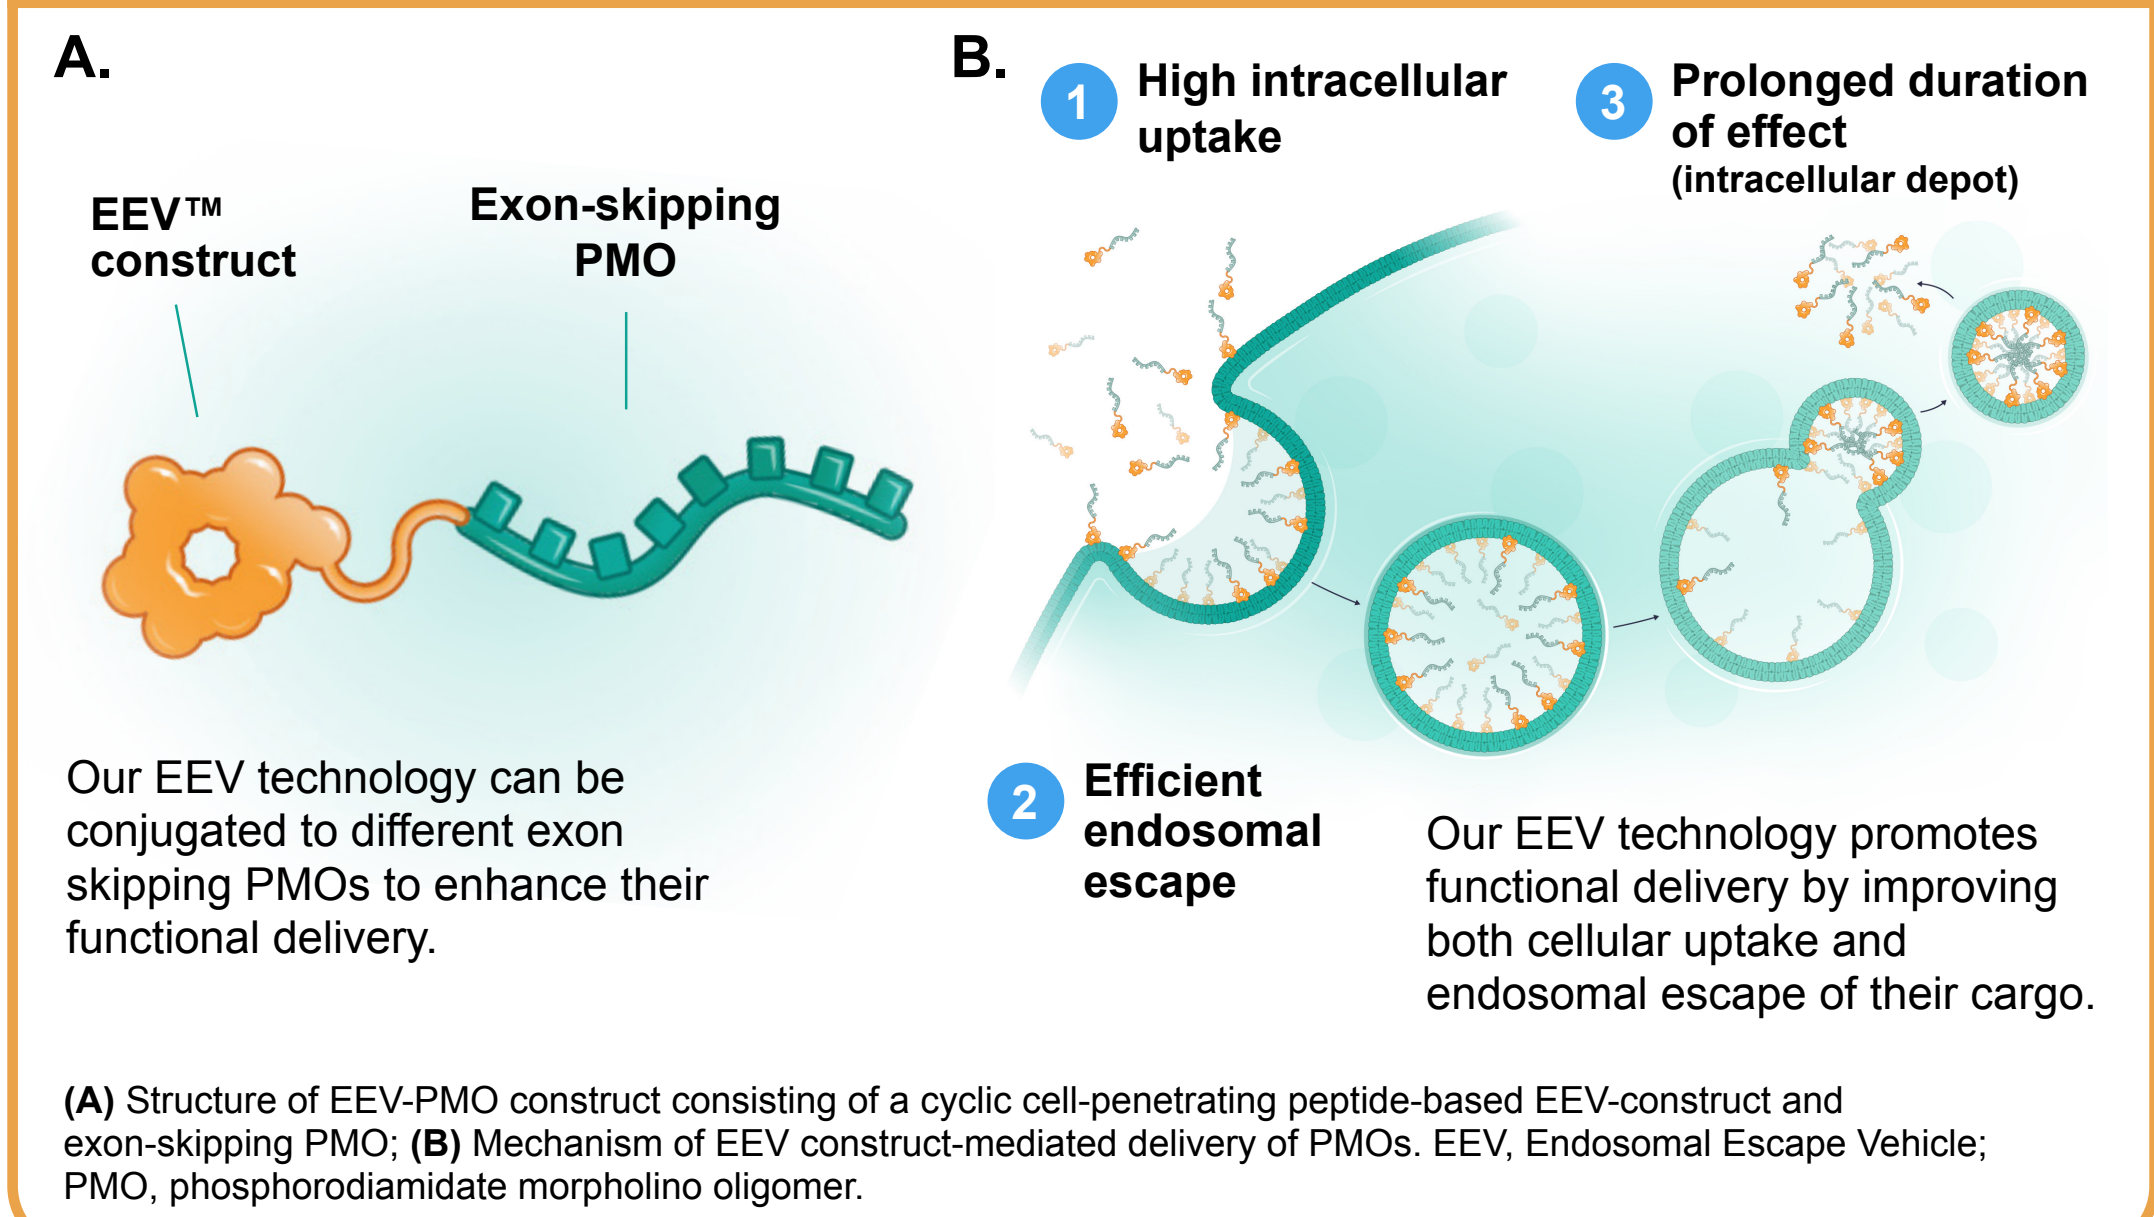 A.
EEV™
construct
Exon-skipping
PMO
Our EEV technology can be
conjugated to different exon
skipping PMOs to enhance their
functional delivery.
B.
1
High intracellular
uptake
3
Prolonged duration
of effect
(intracellular depot)
2
Efficient
endosomal
escape
Our EEV technology promotes
functional delivery by improving
both cellular uptake and
endosomal escape of their cargo.
(A) Structure of EEV-PMO construct consisting of a cyclic cell-penetrating peptide-based EEV-construct and
exon-skipping PMO; (B) Mechanism of EEV construct-mediated delivery of PMOs. EEV, Endosomal Escape Vehicle;
PMO, phosphorodiamidate morpholino oligomer.